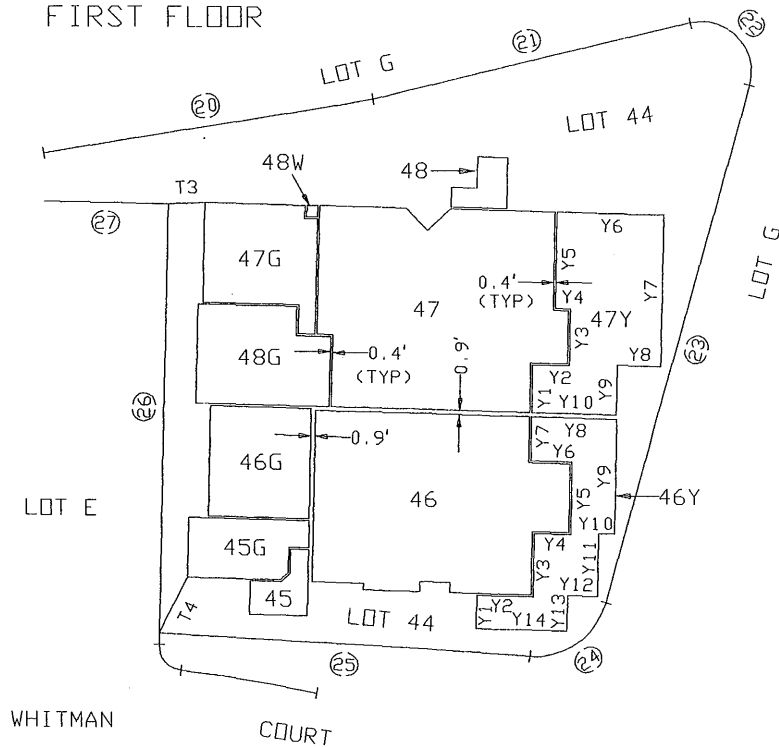 FIRST FLOOR
22
21
LOT G
20
LOT 44
48W
48
T3
27
Y6
LOT G
47G
Y5
0.4'
(TYP)
Y4
47
Y7
47Y
Y3
48G
0.4'
(TYP)
0.9'
Y2
Y8
23
Y1
Y10
Y9
26
0.9'
Y7
Y8
Y6
46G
Y9
46
Y5
46Y
LOT E
Y10
45G
Y4
Y11
Y3
Y12
45
T4
LOT 44
Y1
Y2
Y14
Y13
25
24
WHITMAN COURT